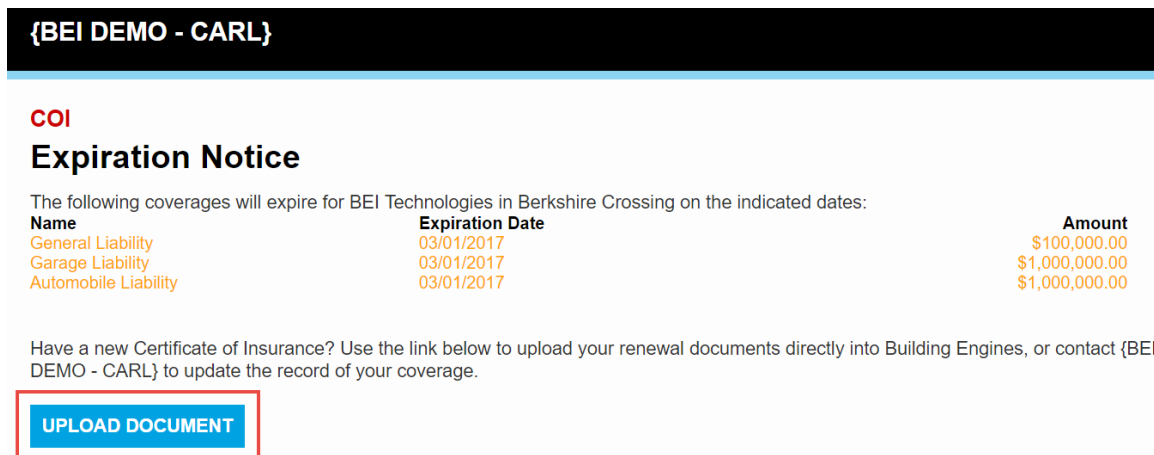 {BEI DEMO - CARL}
COI
Expiration Notice
The following coverages will expire for BEI Technologies in Berkshire Crossing on the indicated dates:
Name Expiration Date Amount
General Liability 03/01/2017 $100,000.00
Garage Liability 03/01/2017 $1,000,000.00
Automobile Liability 03/01/2017 $1,000,000.00
Have a new Certificate of Insurance? Use the link below to upload your renewal documents directly into Building Engines, or contact {BEI
DEMO - CARL} to update the record of your coverage.
UPLOAD DOCUMENT